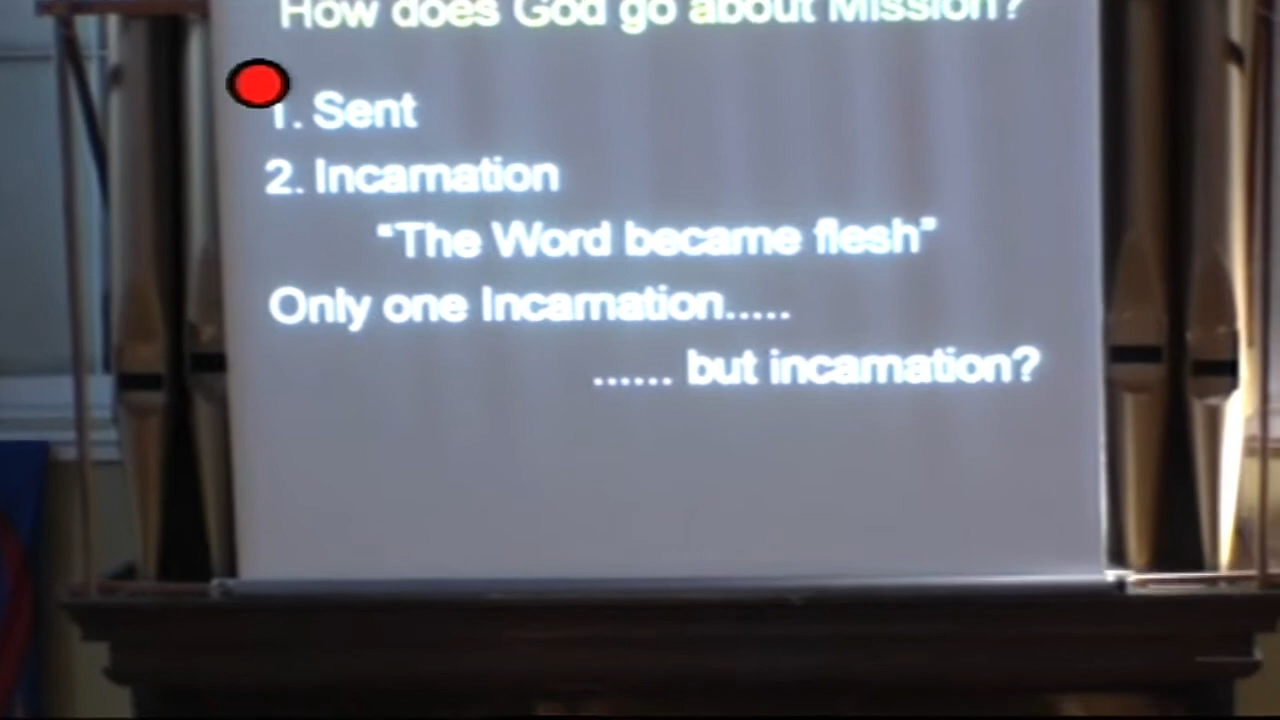 How does God go about Mission?
1. Sent
2. Incarnation
"The Word became flesh"
Only one Incarnation.....
...... but incarnation?